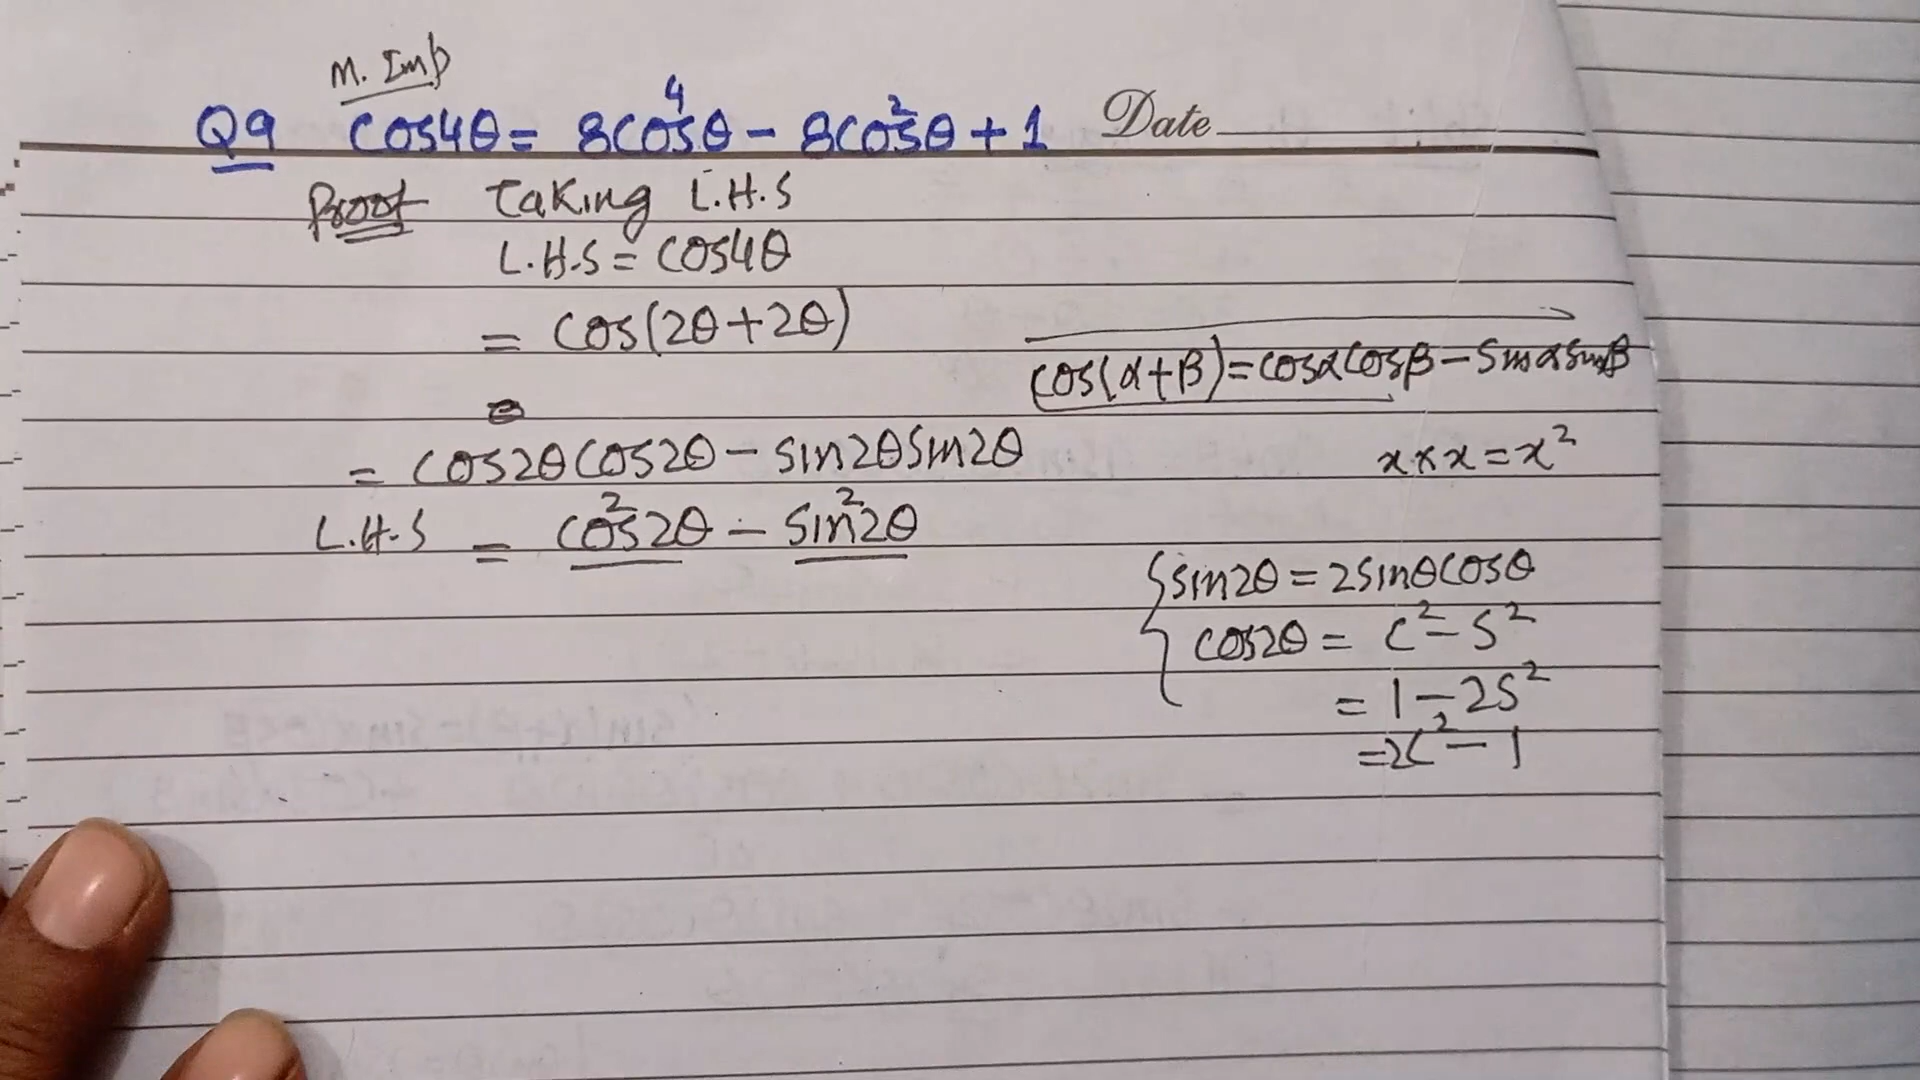 M. Imp
Q9 cos4θ = 8cos⁴θ - 8cos²θ + 1 Date
Proof Taking L.H.S
L.H.S = cos4θ
= cos(2θ+2θ)
cos(α+β) = cosαcosβ - sinαsinβ
=
= cos2θcos2θ - sin2θsin2θ
x × x = x²
L.H.S = cos²2θ - sin²2θ
{ sin2θ = 2sinθcosθ
cos2θ = c² - s²
= 1 - 2s²
= 2c² - 1